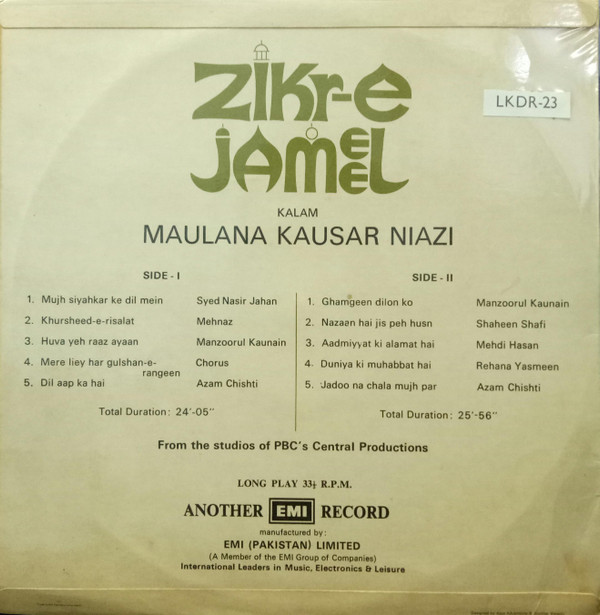 ZIKR-E
LKDR-23
JAMEEL
KALAM
MAULANA KAUSAR NIAZI
SIDE - I
1. Mujh siyahkar ke dil mein Syed Nasir Jahan
2. Khursheed-e-risalat Mehnaz
3. Huva yeh raaz ayaan Manzoorul Kaunain
4. Mere liey har gulshan-e-
rangeen Chorus
5. Dil aap ka hai Azam Chishti
Total Duration: 24'-05"
SIDE - II
1. Ghamgeen dilon ko Manzoorul Kaunain
2. Nazaan hai jis peh husn Shaheen Shafi
3. Aadmiyyat ki alamat hai Mehdi Hasan
4. Duniya ki muhabbat hai Rehana Yasmeen
5. Jadoo na chala mujh par Azam Chishti
Total Duration: 25'-56"
From the studios of PBC's Central Productions
LONG PLAY 33⅓ R.P.M.
ANOTHER EMI RECORD
manufactured by:
EMI (PAKISTAN) LIMITED
(A Member of the EMI Group of Companies)
International Leaders in Music, Electronics & Leisure